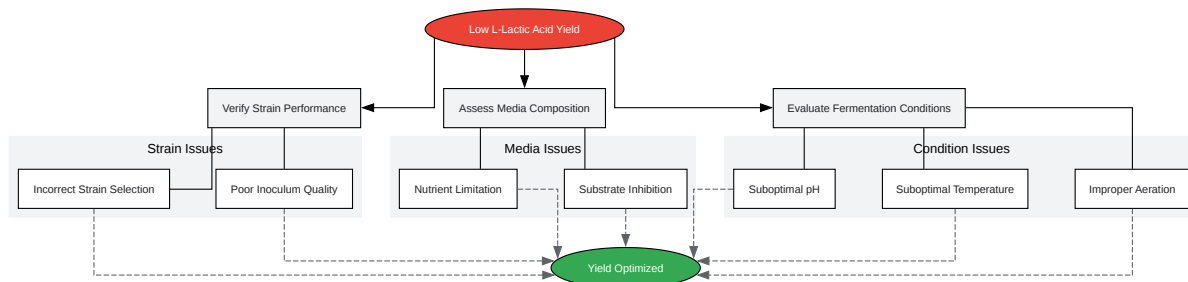 Low L-Lactic Acid Yield
Verify Strain Performance
Assess Media Composition
Evaluate Fermentation Conditions
Strain Issues
Media Issues
Condition Issues
Incorrect Strain Selection
Poor Inoculum Quality
Nutrient Limitation
Substrate Inhibition
Suboptimal pH
Suboptimal Temperature
Improper Aeration
Yield Optimized